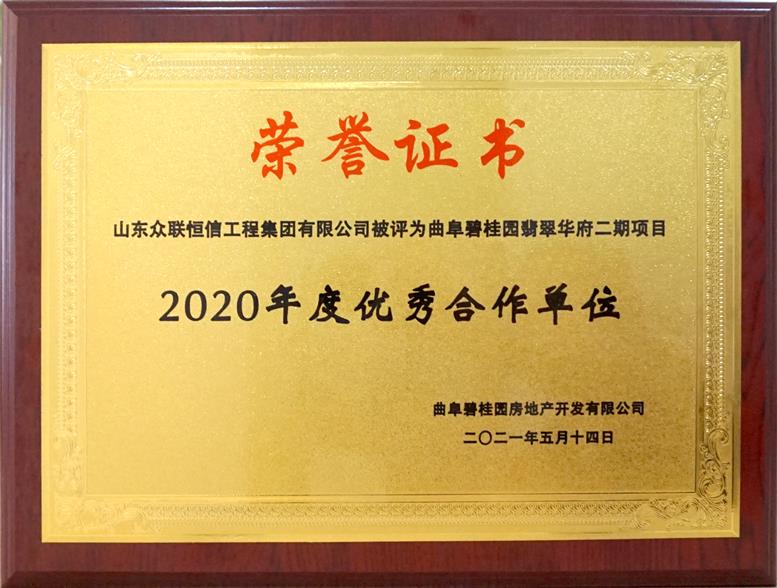 荣誉证书
山东众联恒信工程集团有限公司被评为曲阜碧桂园翡翠华府二期项目
2020年度优秀合作单位
曲阜碧桂园房地产开发有限公司
二〇二一年五月十四日